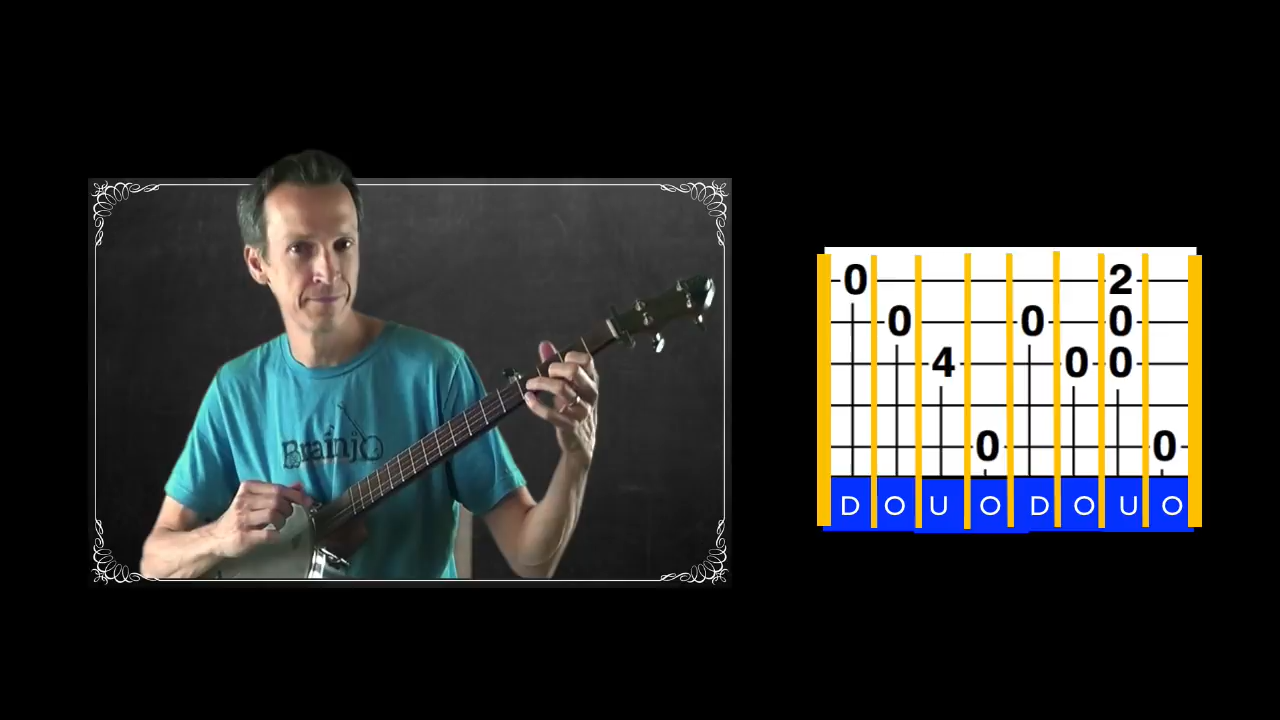 Brainjo
0 2
0 0 0
4 0 0
0 0
D O U O D O U O